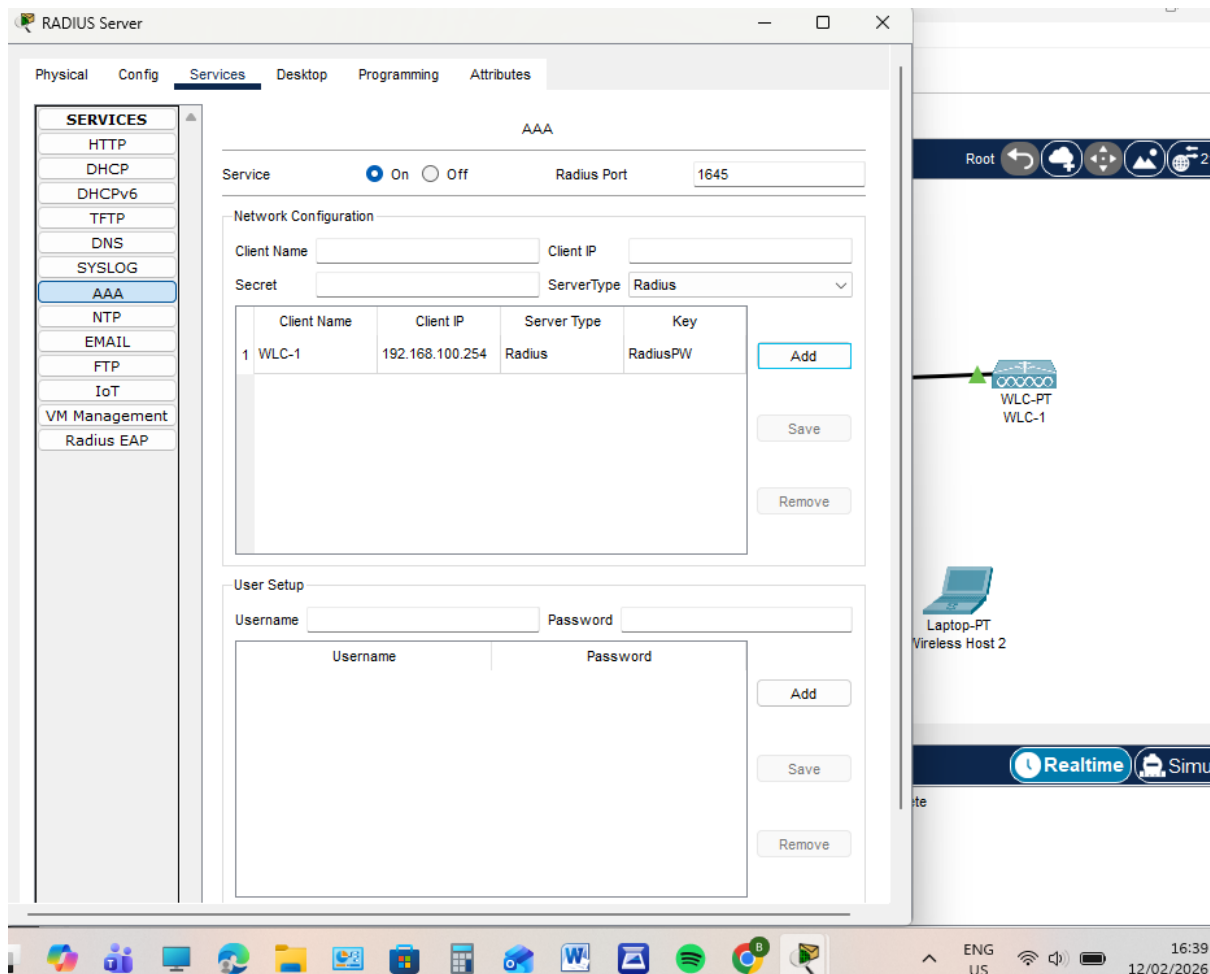 RADIUS Server
Physical Config Services Desktop Programming Attributes
SERVICES
HTTP
DHCP
DHCPv6
TFTP
DNS
SYSLOG
AAA
NTP
EMAIL
FTP
IoT
VM Management
Radius EAP
AAA
Service On Off Radius Port 1645
Network Configuration
Client Name Client IP
Secret ServerType Radius
Client Name Client IP Server Type Key
1 WLC-1 192.168.100.254 Radius RadiusPW
Add
Save
Remove
User Setup
Username Password
Username Password
Add
Save
Remove
Root
WLC-PT
WLC-1
Laptop-PT
Wireless Host 2
Realtime Simu
ete
ENG
US
16:39
12/02/2026